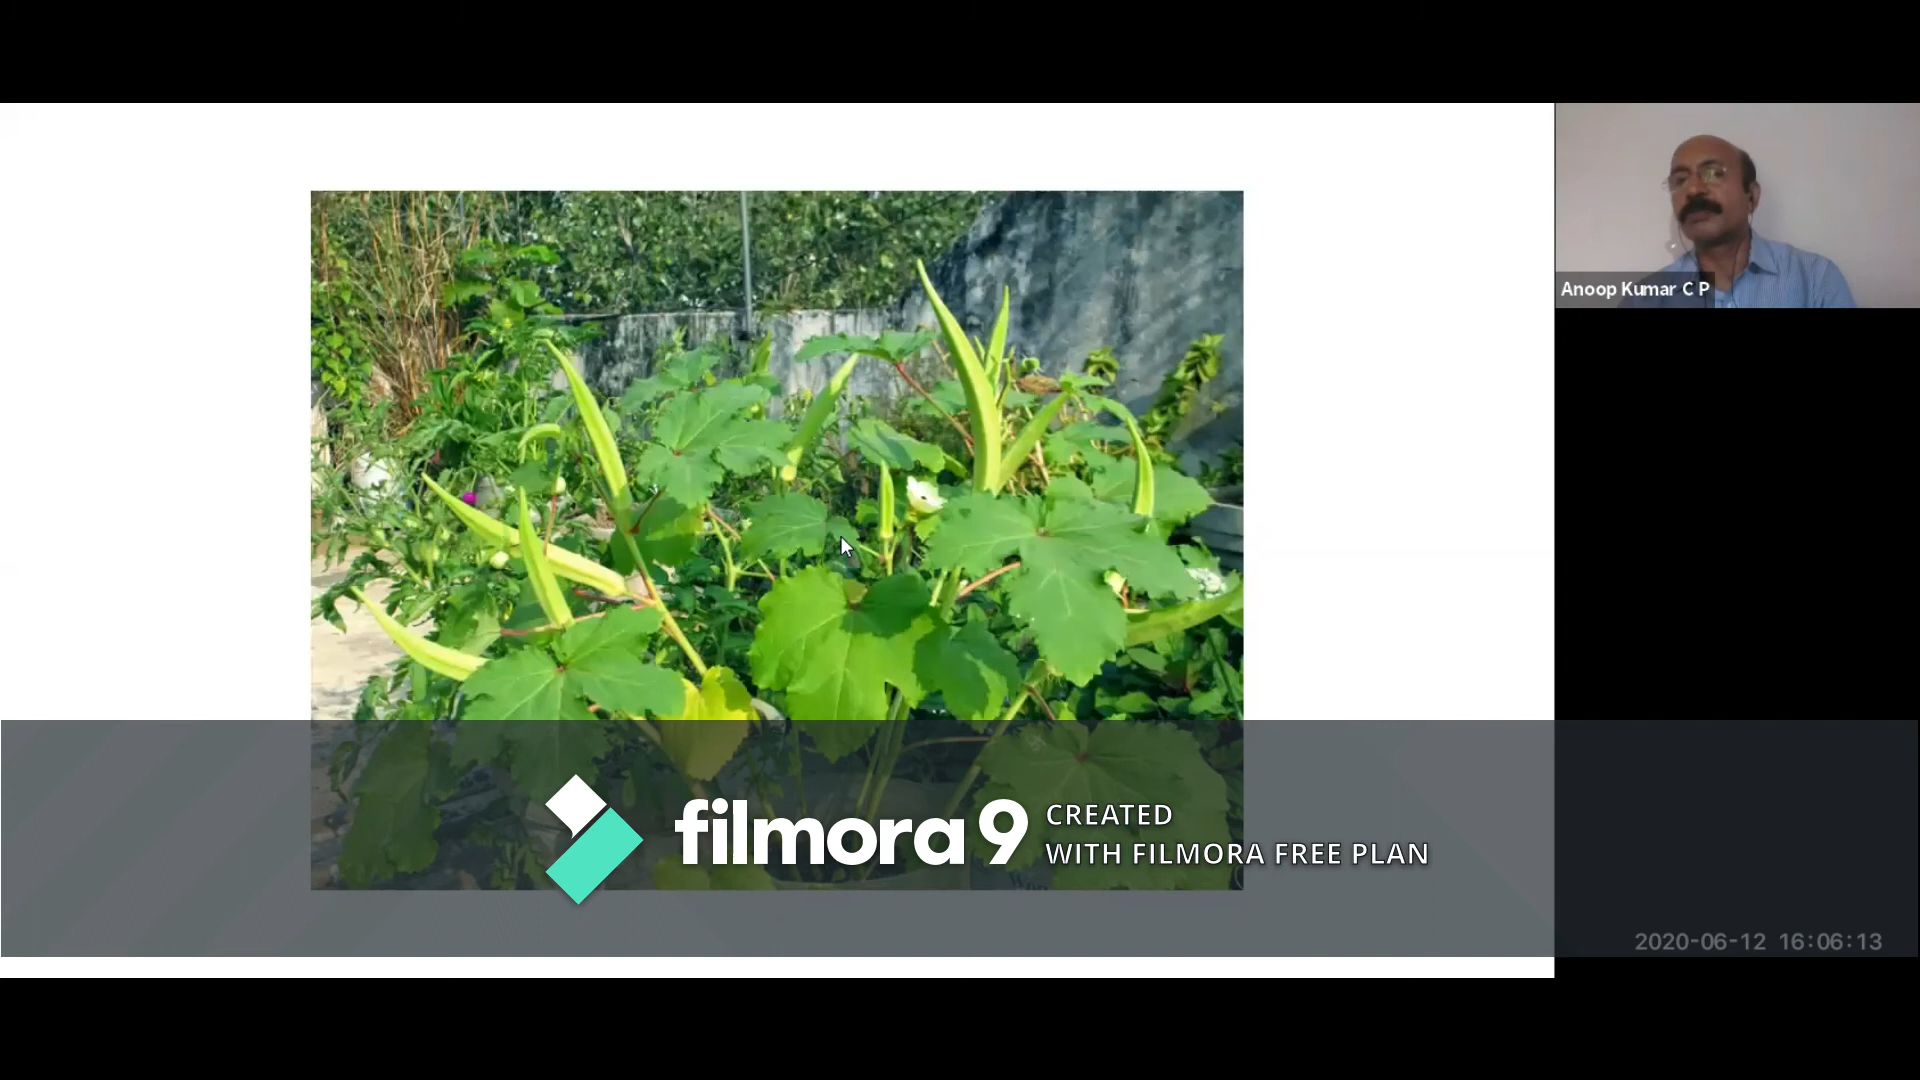 Anoop Kumar C P
filmora9
CREATED
WITH FILMORA FREE PLAN
2020-06-12 16:06:13